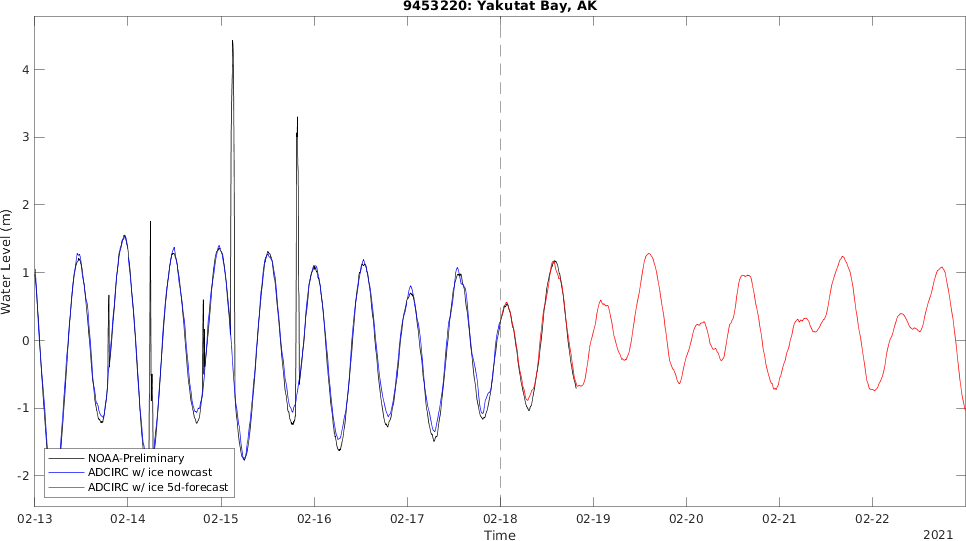 9453220: Yakutat Bay, AK
Water Level (m)
4
3
2
1
0
-1
-2
NOAA-Preliminary
ADCIRC w/ ice nowcast
ADCIRC w/ ice 5d-forecast
02-13 02-14 02-15 02-16 02-17 02-18 02-19 02-20 02-21 02-22
Time
2021